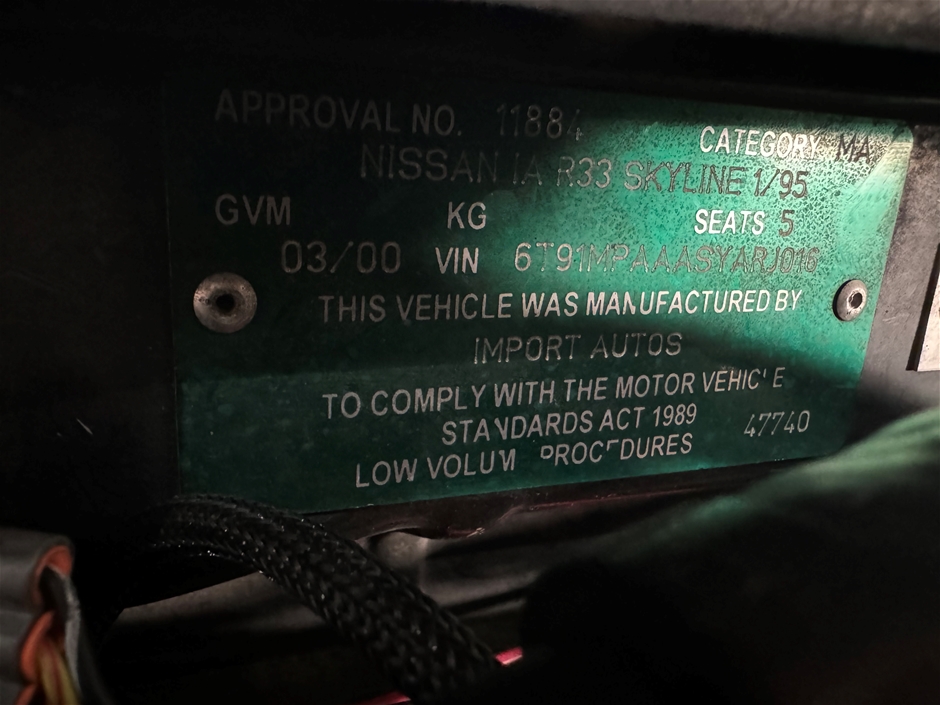 APPROVAL NO. 11884 CATEGORY MA
NISSAN IA R33 SKYLINE 1/95
GVM KG SEATS 5
03/00 VIN 6T91MPAAASYARJ016
THIS VEHICLE WAS MANUFACTURED BY
IMPORT AUTOS
TO COMPLY WITH THE MOTOR VEHICLE
STANDARDS ACT 1989 47740
LOW VOLUM PROCEDURES